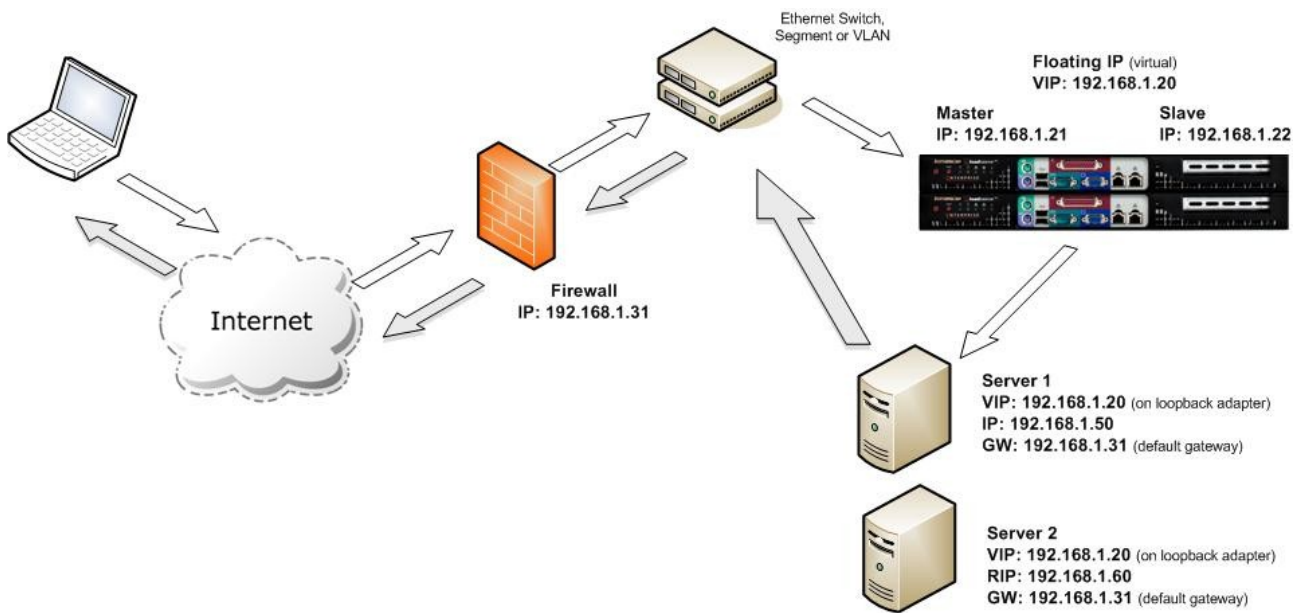 Ethernet Switch,
Segment or VLAN
Floating IP (virtual)
VIP: 192.168.1.20
Master
IP: 192.168.1.21
Slave
IP: 192.168.1.22
Firewall
IP: 192.168.1.31
Internet
Server 1
VIP: 192.168.1.20 (on loopback adapter)
IP: 192.168.1.50
GW: 192.168.1.31 (default gateway)
Server 2
VIP: 192.168.1.20 (on loopback adapter)
RIP: 192.168.1.60
GW: 192.168.1.31 (default gateway)